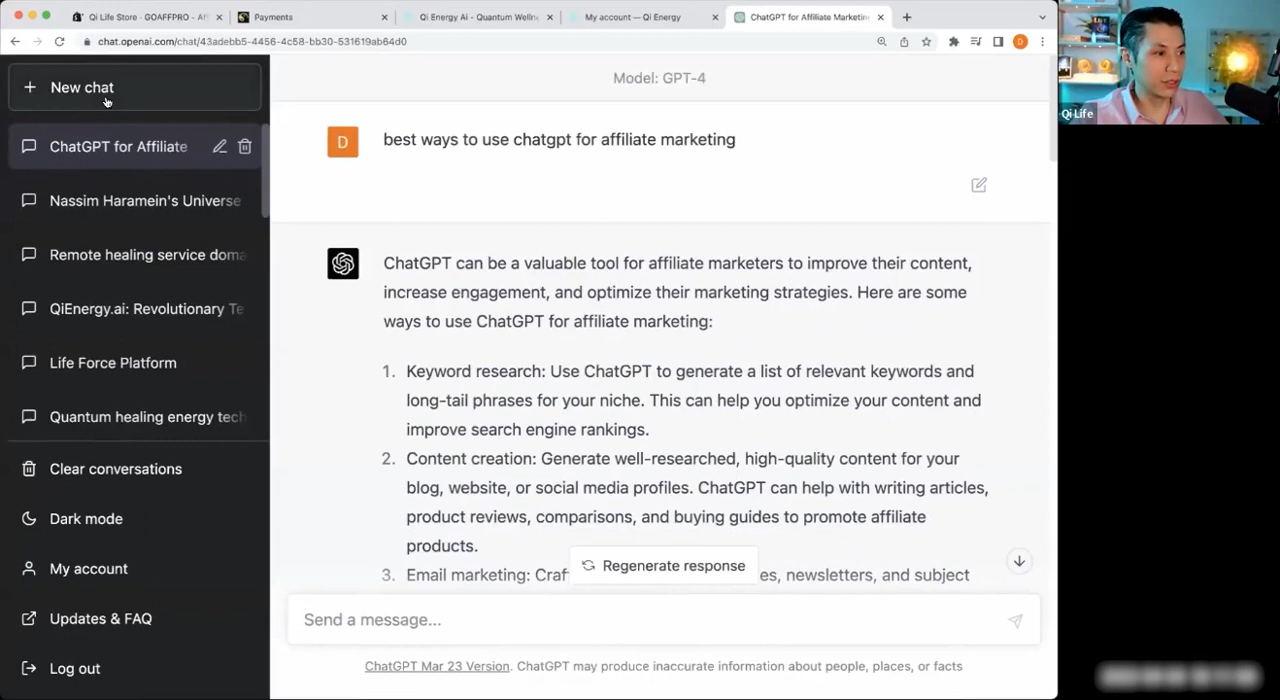 Qi Life Store - GOAFFPRO - Af
Payments
Qi Energy Ai - Quantum Welln
My account — Qi Energy
ChatGPT for Affiliate Marketin
chat.openai.com/chat/43adebb5-4456-4c58-bb30-531619ab64d0
D
New chat
ChatGPT for Affiliate
Nassim Haramein's Universe
Remote healing service doma
QiEnergy.ai: Revolutionary Te
Life Force Platform
Quantum healing energy tech
Clear conversations
Dark mode
My account
Updates & FAQ
Log out
Model: GPT-4
D
best ways to use chatgpt for affiliate marketing
ChatGPT can be a valuable tool for affiliate marketers to improve their content,
increase engagement, and optimize their marketing strategies. Here are some
ways to use ChatGPT for affiliate marketing:
1. Keyword research: Use ChatGPT to generate a list of relevant keywords and
long-tail phrases for your niche. This can help you optimize your content and
improve search engine rankings.
2. Content creation: Generate well-researched, high-quality content for your
blog, website, or social media profiles. ChatGPT can help with writing articles,
product reviews, comparisons, and buying guides to promote affiliate
products.
3. Email marketing: Craf es, newsletters, and subject
Regenerate response
Send a message...
ChatGPT Mar 23 Version. ChatGPT may produce inaccurate information about people, places, or facts
Qi Life